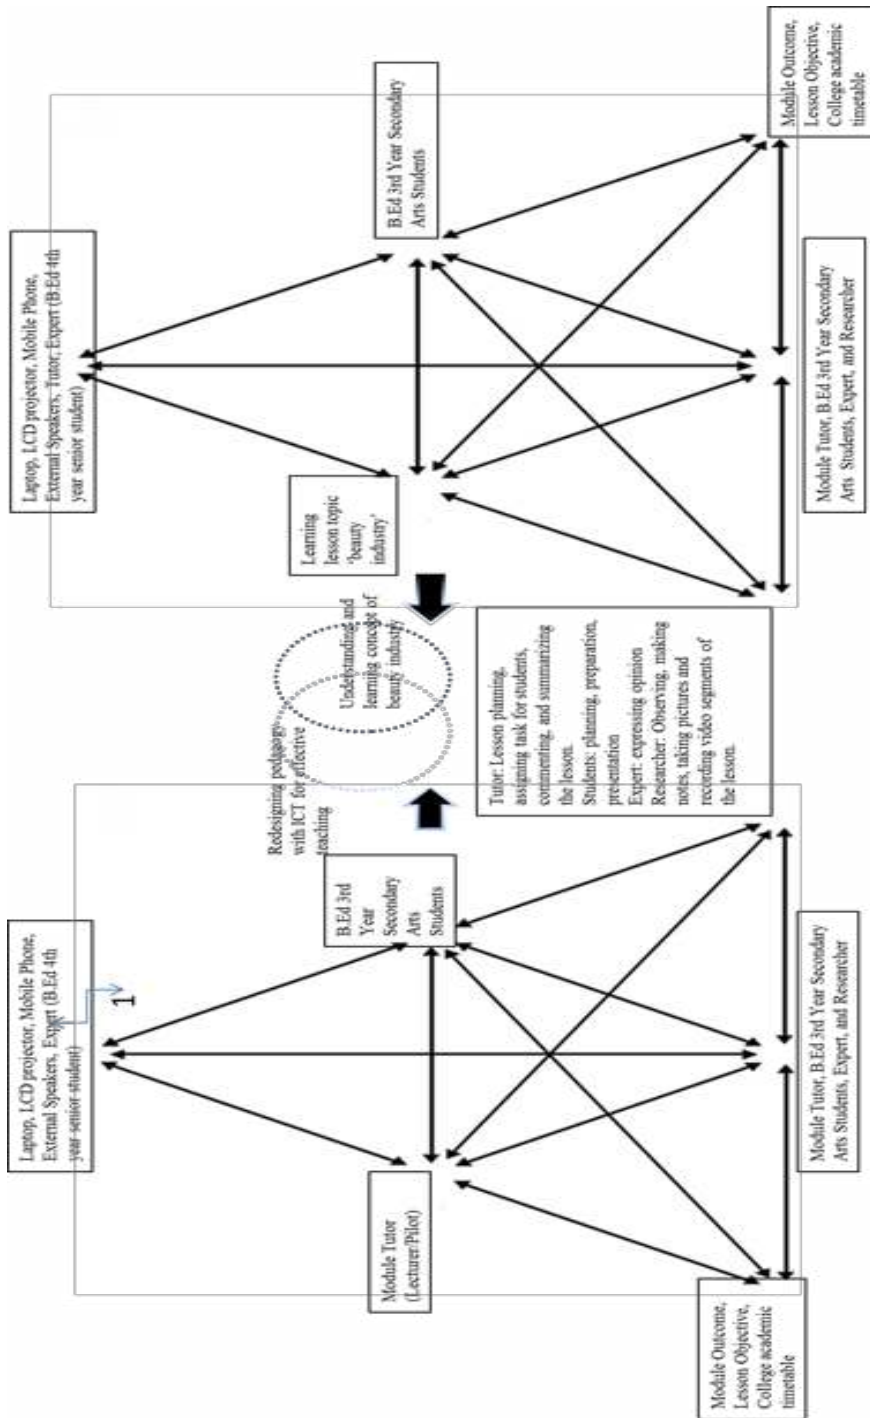 Laptop, LCD projector, Mobile Phone,
External Speakers, Expert (B.Ed 4th
year senior student)
1
Module Tutor
(Lecturer/Pilot)
B.Ed 3rd
Year
Secondary
Arts
Students
Module Outcome,
Lesson Objective,
College academic
timetable
Module Tutor, B.Ed 3rd Year Secondary
Arts Students, Expert, and Researcher
Redesigning pedagogy
with ICT for effective
teaching
Understanding and
learning concept of
beauty industry
Tutor: Lesson planning,
assigning task for students,
commenting, and summarizing
the lesson.
Students: planning, preparation,
presentation
Expert: expressing opinion
Researcher: Observing, making
notes, taking pictures and
recording video segments of
the lesson.
Laptop, LCD projector, Mobile Phone,
External Speakers, Tutor, Expert (B.Ed 4th
year senior student)
Learning
lesson topic
'beauty
industry'
B.Ed 3rd Year Secondary
Arts Students
Module Tutor, B.Ed 3rd Year Secondary
Arts Students, Expert, and Researcher
Module Outcome,
Lesson Objective,
College academic
timetable